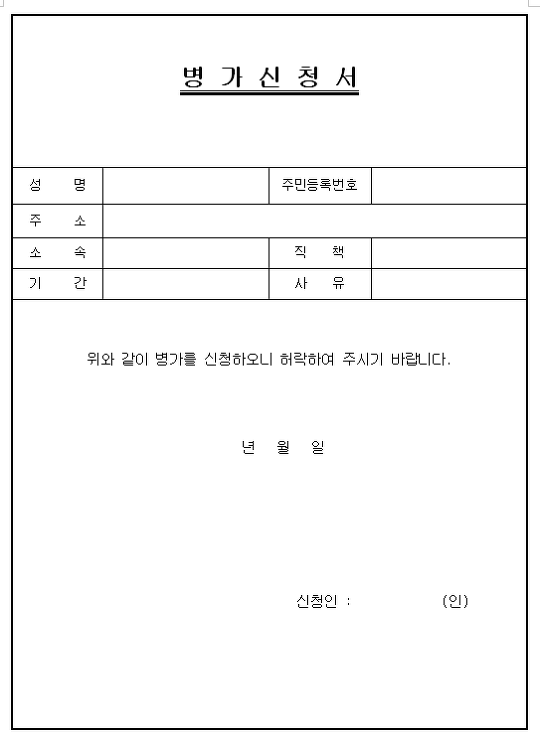 병 가 신 청 서
성 명 주민등록번호
주 소
소 속 직 책
기 간 사 유
위와 같이 병가를 신청하오니 허락하여 주시기 바랍니다.
년 월 일
신청인 : (인)